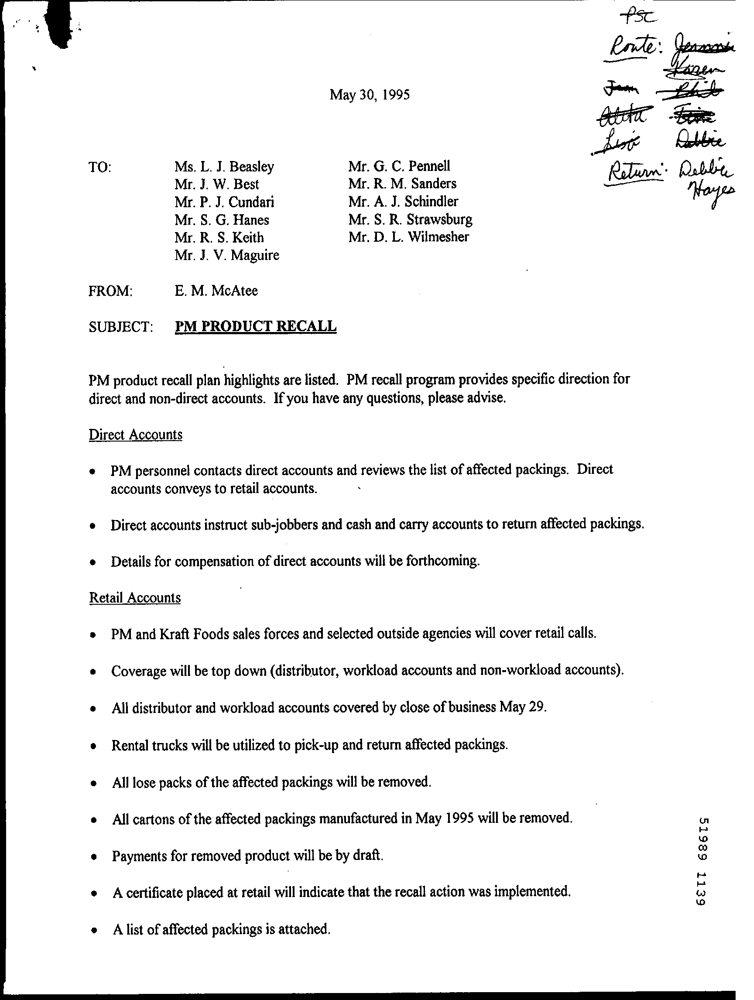 PSC
Route: Jeannie
Karen
Jean Phil
Alita Tim
Lisa Debbie
Return: Debbie
Hayes
May 30, 1995
TO: Ms. L. J. Beasley Mr. G. C. Pennell
Mr. J. W. Best Mr. R. M. Sanders
Mr. P. J. Cundari Mr. A. J. Schindler
Mr. S. G. Hanes Mr. S. R. Strawsburg
Mr. R. S. Keith Mr. D. L. Wilmesher
Mr. J. V. Maguire
FROM: E. M. McAtee
SUBJECT: PM PRODUCT RECALL
PM product recall plan highlights are listed. PM recall program provides specific direction for
direct and non-direct accounts. If you have any questions, please advise.
Direct Accounts
• PM personnel contacts direct accounts and reviews the list of affected packings. Direct
accounts conveys to retail accounts.
• Direct accounts instruct sub-jobbers and cash and carry accounts to return affected packings.
• Details for compensation of direct accounts will be forthcoming.
Retail Accounts
• PM and Kraft Foods sales forces and selected outside agencies will cover retail calls.
• Coverage will be top down (distributor, workload accounts and non-workload accounts).
• All distributor and workload accounts covered by close of business May 29.
• Rental trucks will be utilized to pick-up and return affected packings.
• All lose packs of the affected packings will be removed.
• All cartons of the affected packings manufactured in May 1995 will be removed.
• Payments for removed product will be by draft.
• A certificate placed at retail will indicate that the recall action was implemented.
• A list of affected packings is attached.
51989 1139